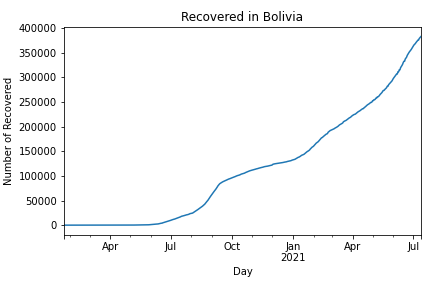 Recovered in Bolivia
Number of Recovered
400000
350000
300000
250000
200000
150000
100000
50000
0
Apr Jul Oct Jan Apr Jul
2021
Day